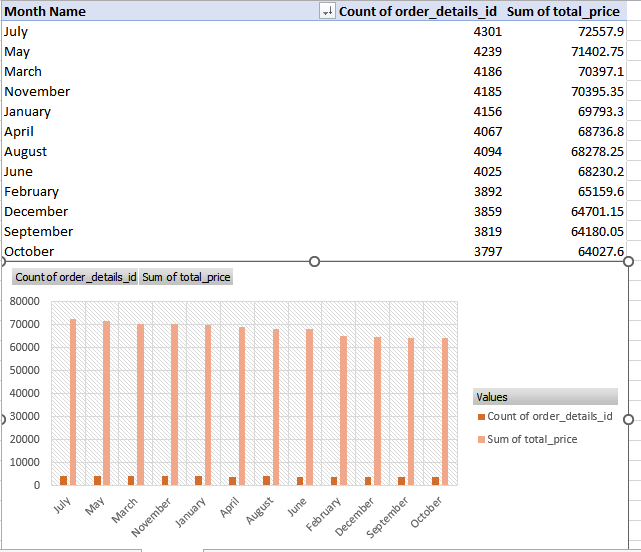 Month Name Count of order_details_id Sum of total_price
July 4301 72557.9
May 4239 71402.75
March 4186 70397.1
November 4185 70395.35
January 4156 69793.3
April 4067 68736.8
August 4094 68278.25
June 4025 68230.2
February 3892 65159.6
December 3859 64701.15
September 3819 64180.05
October 3797 64027.6
Count of order_details_id Sum of total_price
80000
70000
60000
50000
40000
30000
20000
10000
0
July May March November January April August June February December September October
Values
Count of order_details_id
Sum of total_price